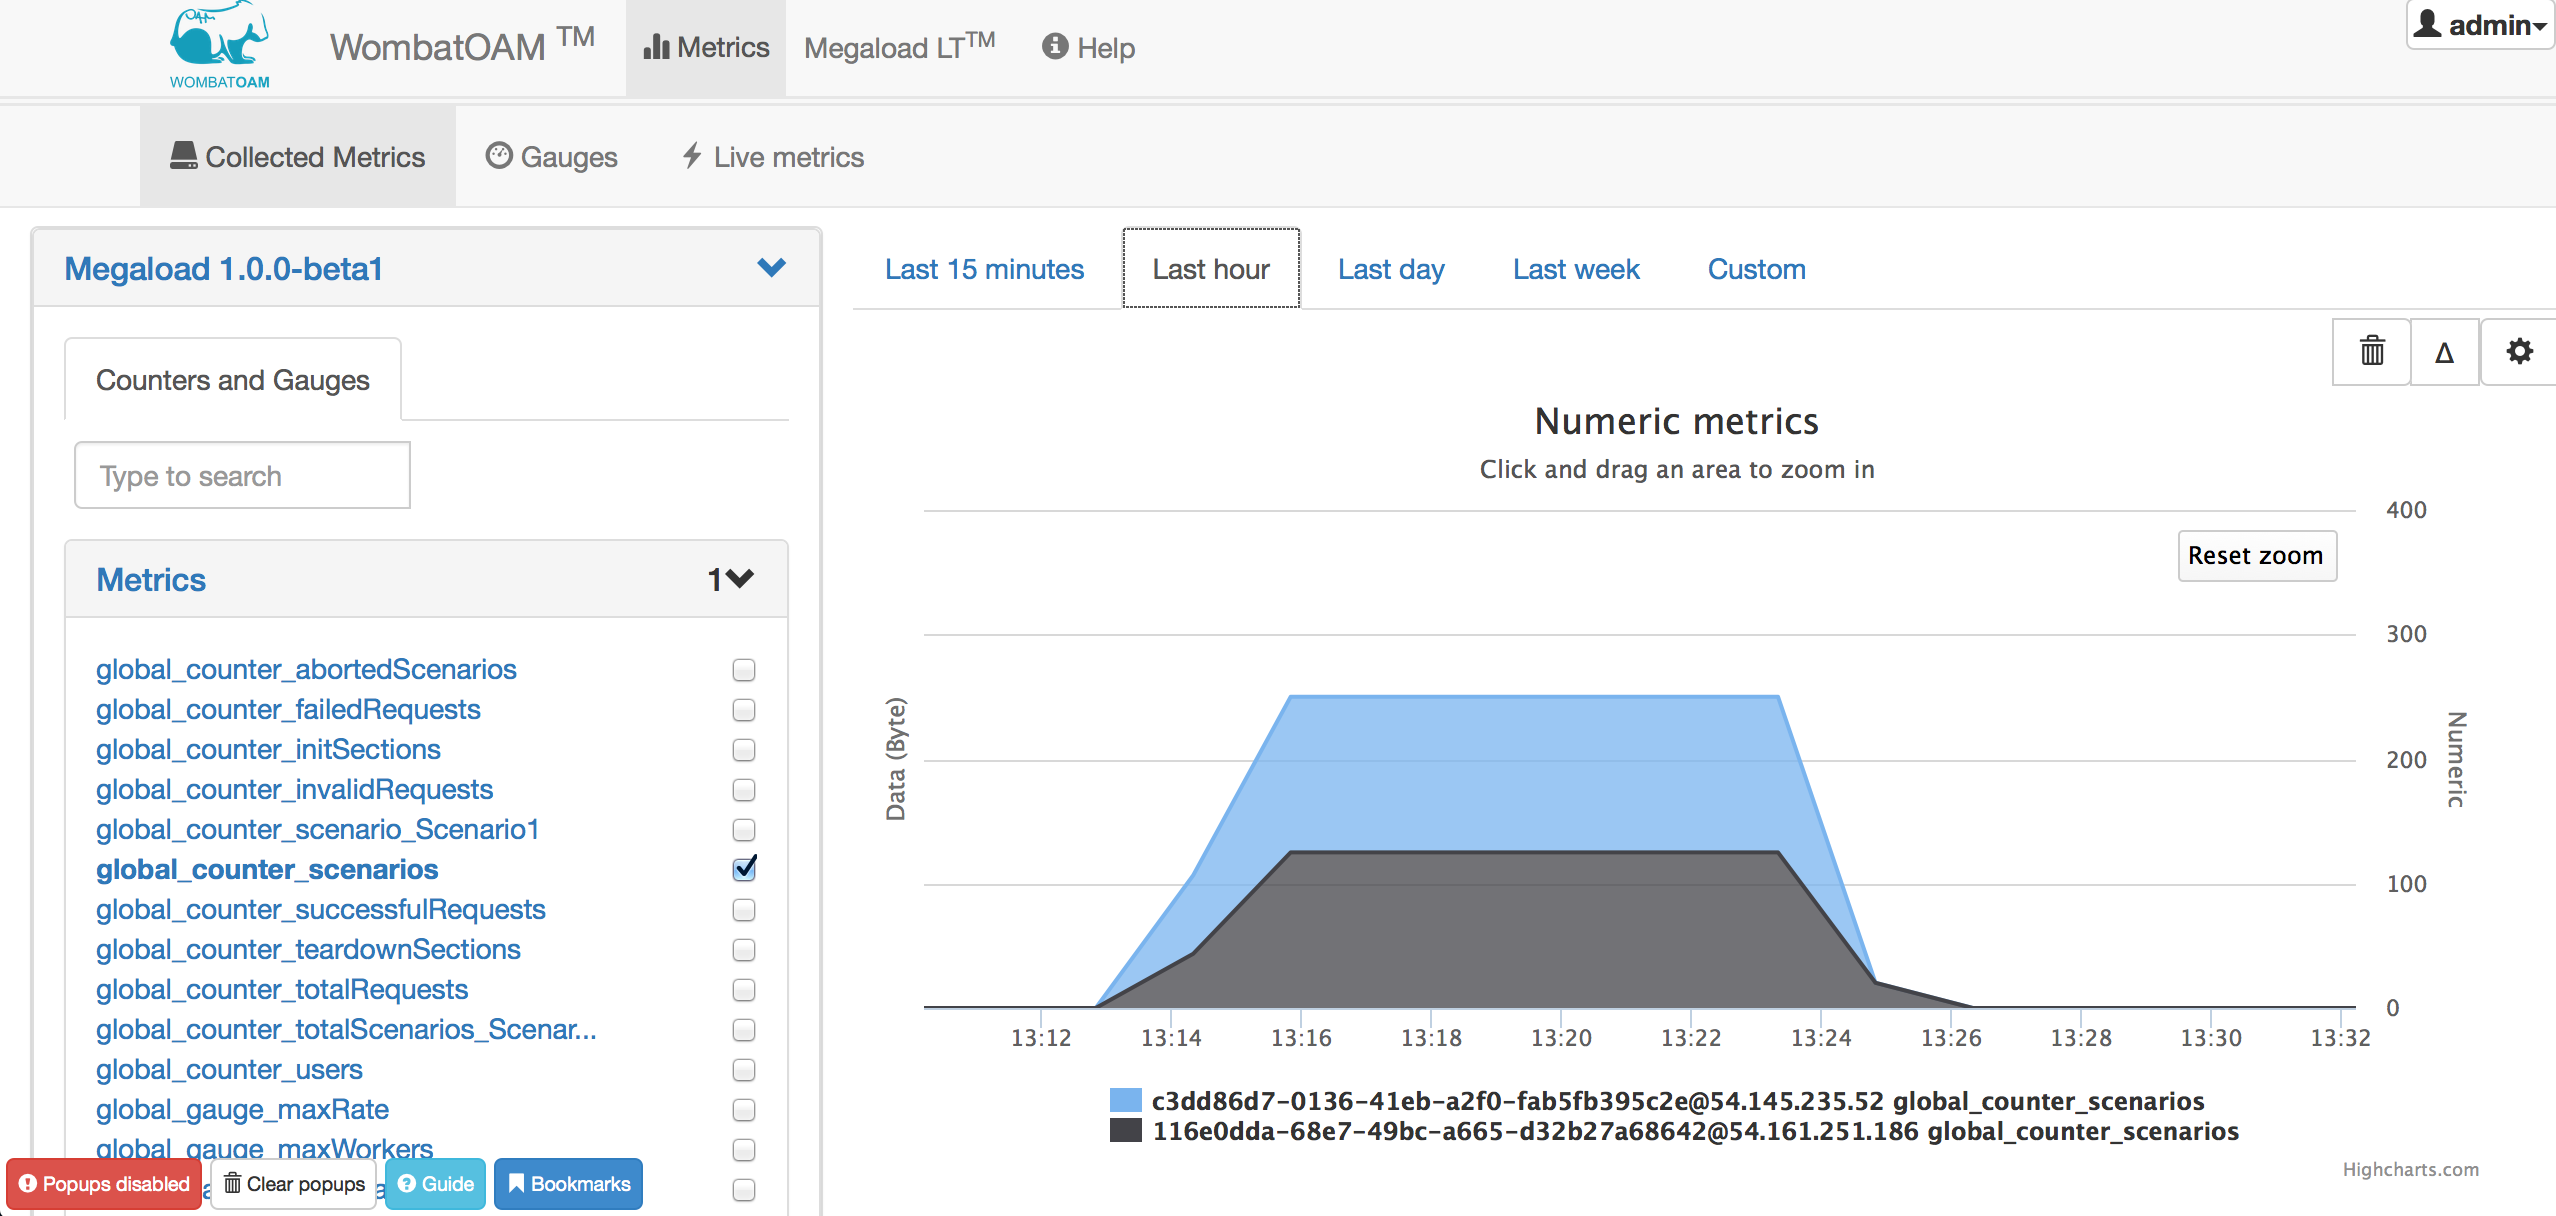 OAM
WOMBATOAM
WombatOAM TM
Metrics
Megaload LTTM
Help
admin
Collected Metrics
Gauges
Live metrics
Megaload 1.0.0-beta1
Counters and Gauges
Type to search
Metrics
1
global_counter_abortedScenarios
global_counter_failedRequests
global_counter_initSections
global_counter_invalidRequests
global_counter_scenario_Scenario1
global_counter_scenarios
global_counter_successfulRequests
global_counter_teardownSections
global_counter_totalRequests
global_counter_totalScenarios_Scenar...
global_counter_users
global_gauge_maxRate
global_gauge_maxWorkers
Popups disabled
Clear popups
Guide
Bookmarks
Last 15 minutes
Last hour
Last day
Last week
Custom
Δ
Numeric metrics
Click and drag an area to zoom in
Reset zoom
Data (Byte)
400
300
200
100
0
Numeric
13:12
13:14
13:16
13:18
13:20
13:22
13:24
13:26
13:28
13:30
13:32
c3dd86d7-0136-41eb-a2f0-fab5fb395c2e@54.145.235.52 global_counter_scenarios
116e0dda-68e7-49bc-a665-d32b27a68642@54.161.251.186 global_counter_scenarios
Highcharts.com